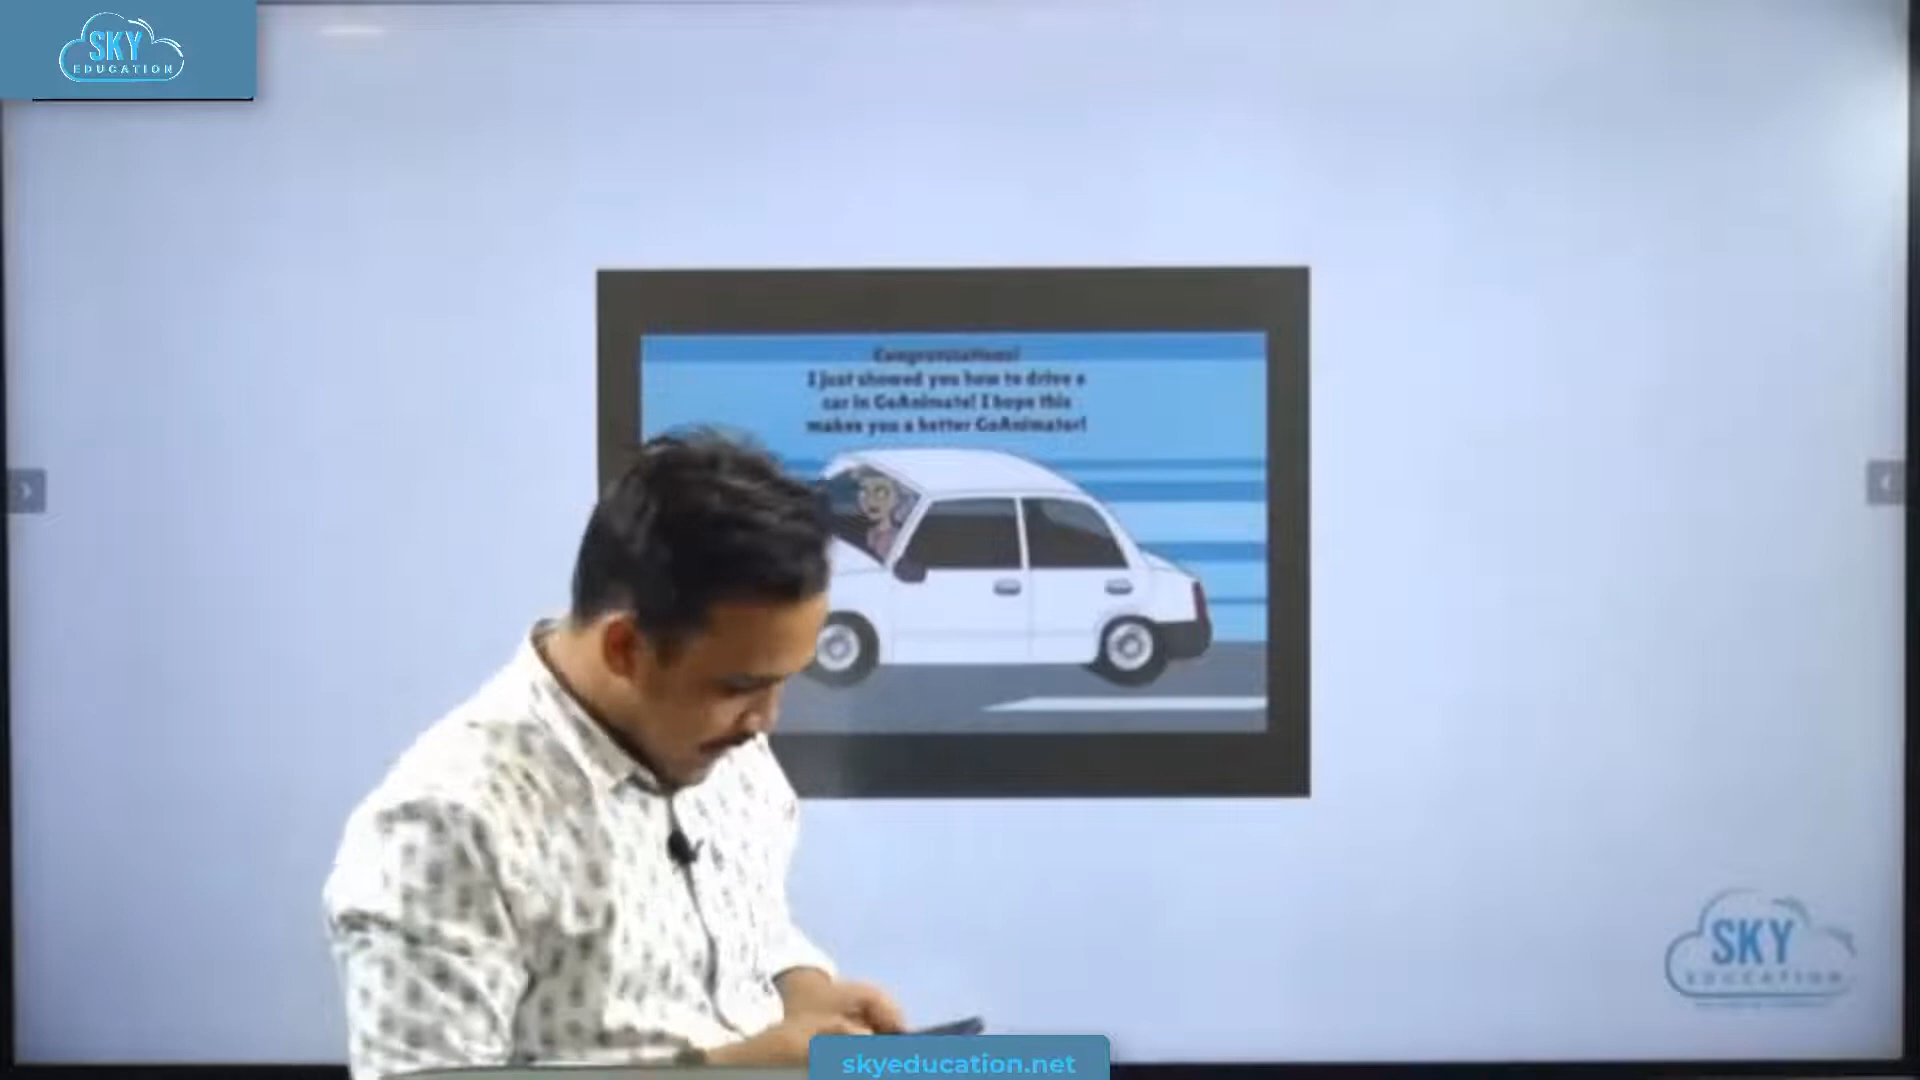 SKY
EDUCATION
Congratulations!
I just showed you how to drive a
car in GoAnimate! I hope this
makes you a better GoAnimator!
SKY
EDUCATION
skyeducation.net